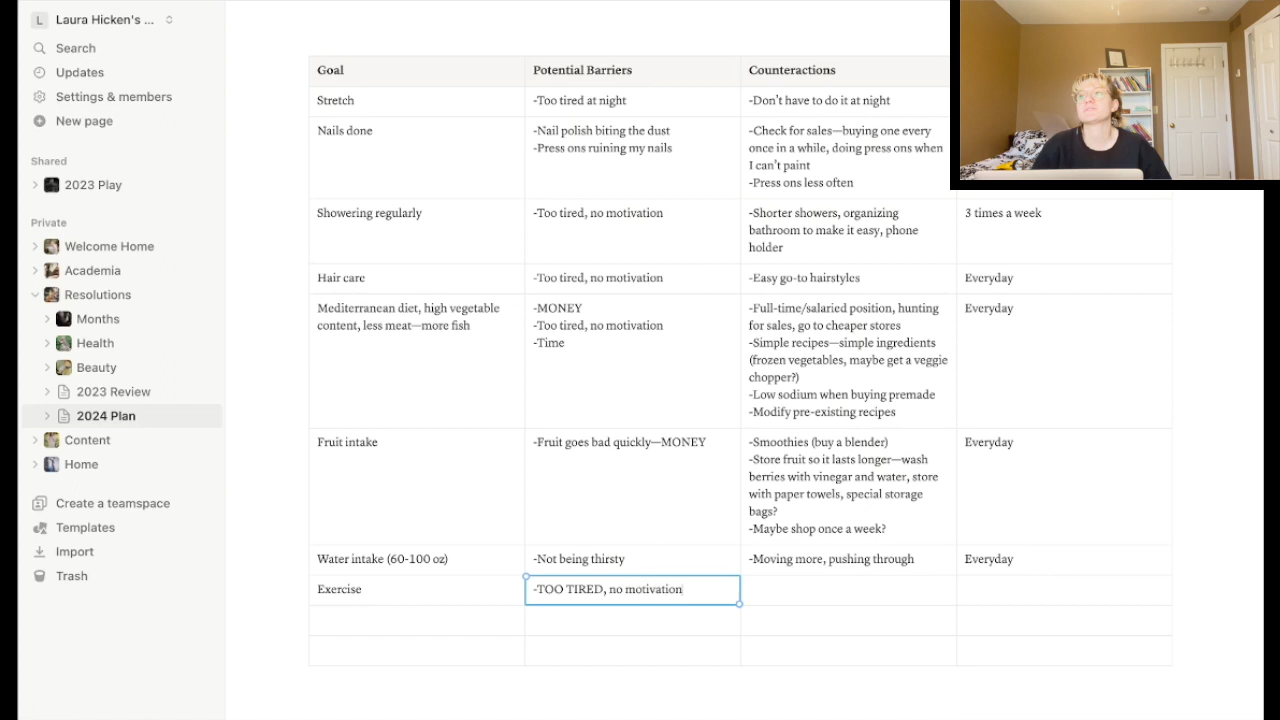 L Laura Hicken's ...
Search
Updates
Settings & members
New page
Shared
2023 Play
Private
Welcome Home
Academia
Resolutions
Months
Health
Beauty
2023 Review
2024 Plan
Content
Home
Create a teamspace
Templates
Import
Trash
Goal
Potential Barriers
Counteractions
Stretch
-Too tired at night
-Don't have to do it at night
Nails done
-Nail polish biting the dust
-Press ons ruining my nails
-Check for sales—buying one every
once in a while, doing press ons when
I can't paint
-Press ons less often
Showering regularly
-Too tired, no motivation
-Shorter showers, organizing
bathroom to make it easy, phone
holder
3 times a week
Hair care
-Too tired, no motivation
-Easy go-to hairstyles
Everyday
Mediterranean diet, high vegetable
content, less meat—more fish
-MONEY
-Too tired, no motivation
-Time
-Full-time/salaried position, hunting
for sales, go to cheaper stores
-Simple recipes—simple ingredients
(frozen vegetables, maybe get a veggie
chopper?)
-Low sodium when buying premade
-Modify pre-existing recipes
Everyday
Fruit intake
-Fruit goes bad quickly—MONEY
-Smoothies (buy a blender)
-Store fruit so it lasts longer—wash
berries with vinegar and water, store
with paper towels, special storage
bags?
-Maybe shop once a week?
Everyday
Water intake (60-100 oz)
-Not being thirsty
-Moving more, pushing through
Everyday
Exercise
-TOO TIRED, no motivation